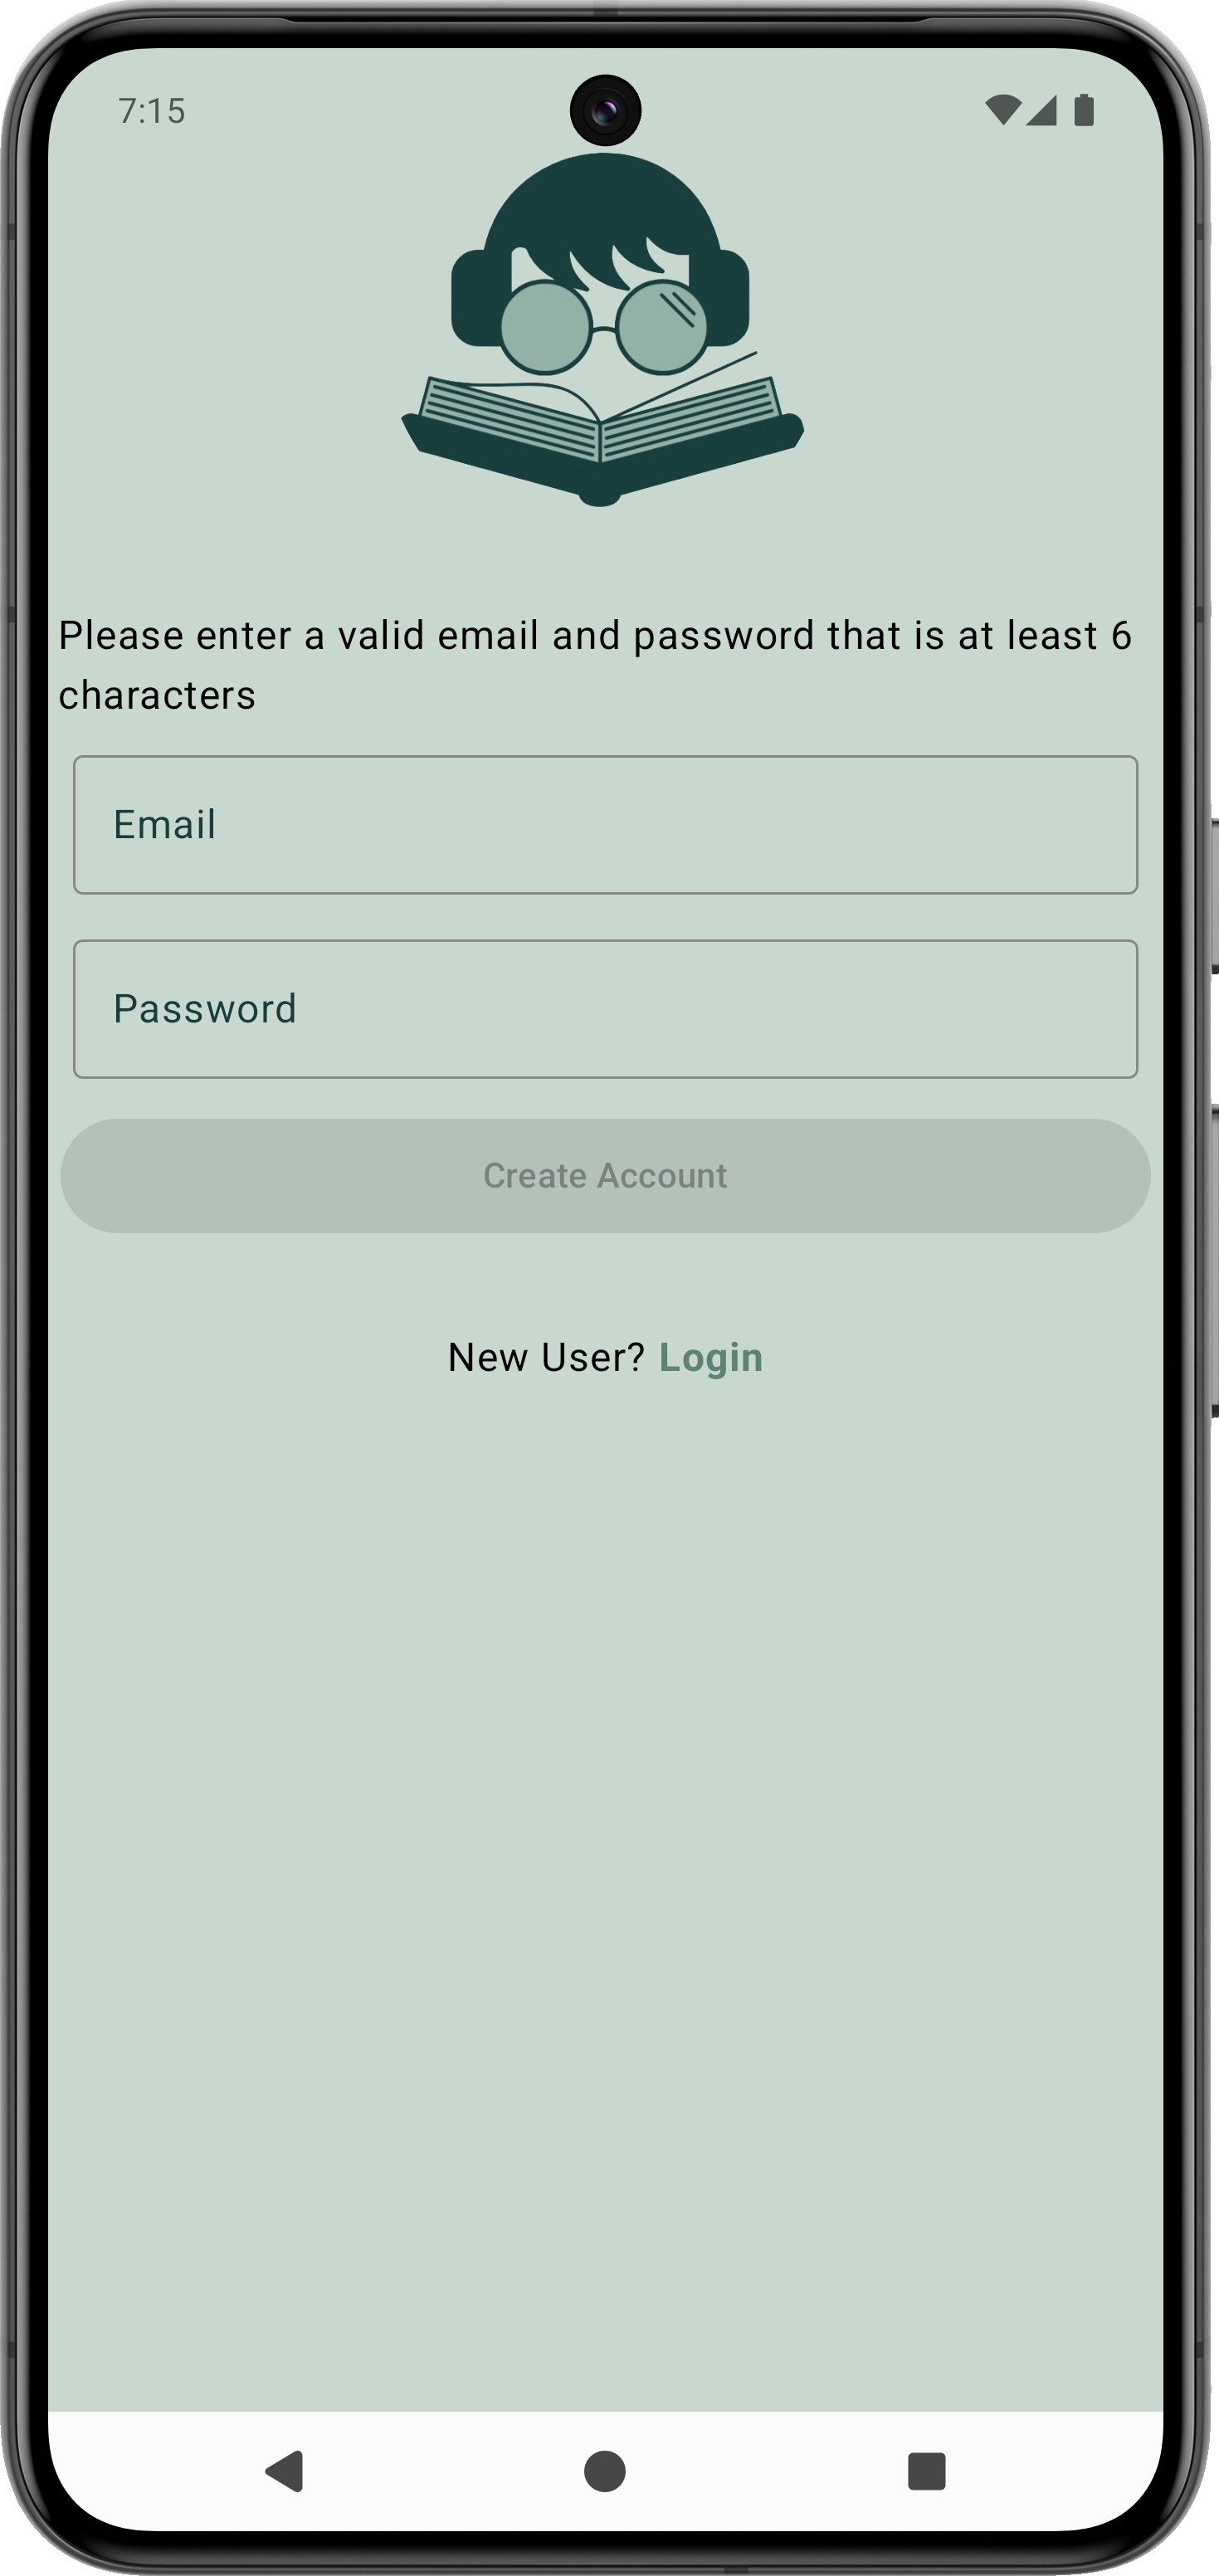 7:15
Please enter a valid email and password that is at least 6
characters
Email
Password
Create Account
New User? Login